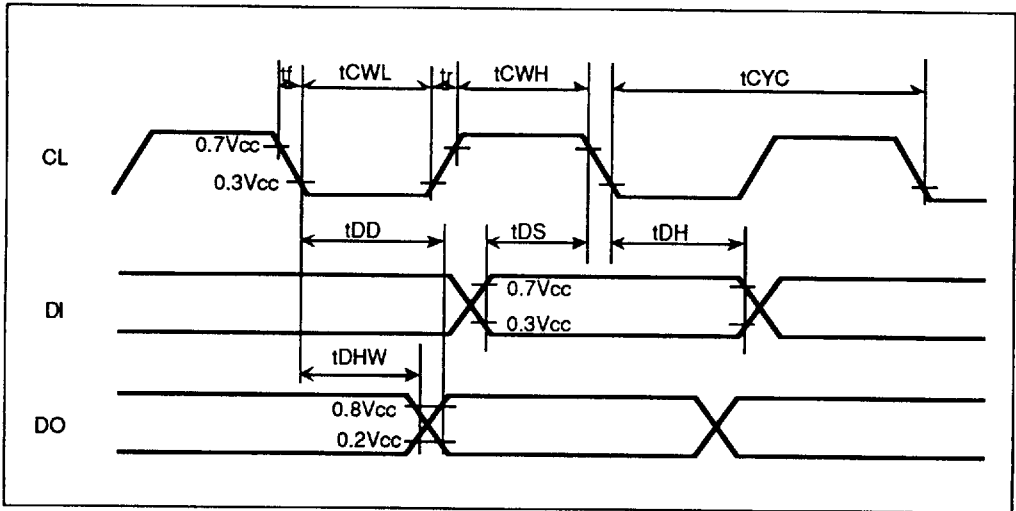 tf tCWL tr tCWH tCYC
CL
0.7Vcc
0.3Vcc
tDD tDS tDH
DI
0.7Vcc
0.3Vcc
tDHW
DO
0.8Vcc
0.2Vcc